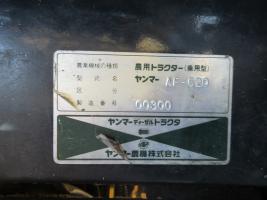 農業機械の種類 農用トラクター(乗用型)
型式名 ヤンマー AF-620
区分
製造番号 00300
ヤンマーディーゼルトラクタ
ヤンマー農機株式会社